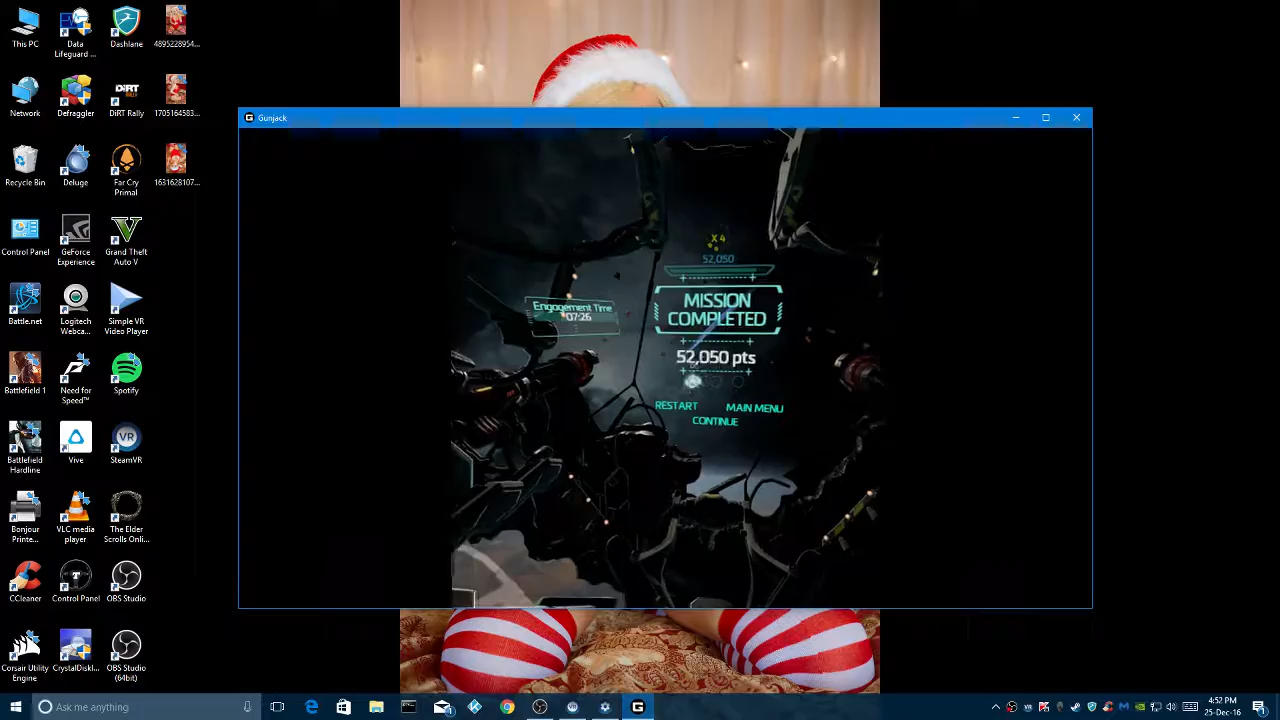 This PC
Data
Lifeguard ...
Dashlane
4895228954...
Network
Defraggler
DiRT Rally
1705164583...
Recycle Bin
Deluge
Far Cry
Primal
1631628107...
Control Panel
GeForce
Experience
Grand Theft
Auto V
Battle.net
Logitech
Webca...
Simple VR
Video Player
Battlefield 1
Need for
Speed™
Spotify
Battlefield
Hardline
Vive
SteamVR
Bonjour
Printe...
VLC media
player
The Elder
Scrolls Onli...
CCleaner
Control Panel
OBS Studio
Corsair Utility
Engine
CrystalDisk...
OBS Studio
(64bit)
Gunjack
X 4
52,050
Engagement Time
07:26
MISSION
COMPLETED
52,050 pts
RESTART
MAIN MENU
CONTINUE
Ask me anything
4:52 PM
25-Dec-16